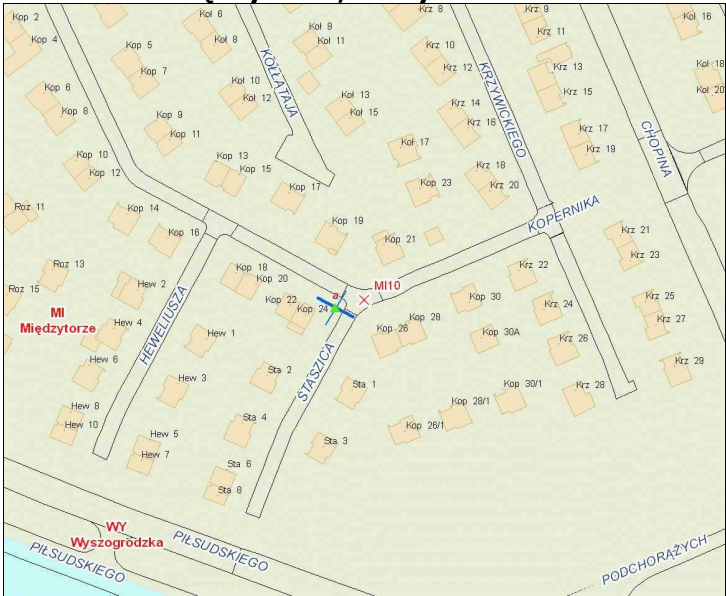 Kop 2
Kop 4
Koł 6
Koł 8
Koł 9
Koł 11
Krz 8
Krz 9
Krz 11
Koł 16
Kop 5
Kop 7
KOŁŁATAJA
Krz 10
Krz 12
KRZYWICKIEGO
Krz 13
Krz 15
Koł 18
Koł 20
Kop 6
Kop 8
Koł 10
Koł 12
Koł 13
Koł 15
Krz 14
Krz 16
Kop 9
Kop 11
Krz 17
Krz 19
CHOPINA
Kop 10
Kop 12
Kop 13
Kop 15
Koł 17
Krz 18
Krz 20
Kop 17
Kop 23
Roz 11
Kop 14
Kop 16
Kop 19
Kop 21
KOPERNIKA
Krz 21
Krz 23
Roz 13
Roz 15
Hew 2
Kop 18
Kop 20
Krz 22
MI10
a
MI
Międzytorze
Hew 4
HEWELIUSZA
Kop 22
Kop 24
Kop 30
Krz 24
Krz 25
Krz 27
Hew 1
Kop 26
Kop 28
Kop 30A
Krz 26
Hew 6
Hew 3
STASZICA
Sta 2
Sta 1
Krz 29
Hew 8
Hew 10
Kop 28/1
Kop 30/1
Krz 28
Sta 4
Kop 26/1
Hew 5
Hew 7
Sta 3
Sta 6
Sta 8
WY
Wyszogrodzka
PIŁSUDSKIEGO
PIŁSUDSKIEGO
PODCHORĄŻYCH